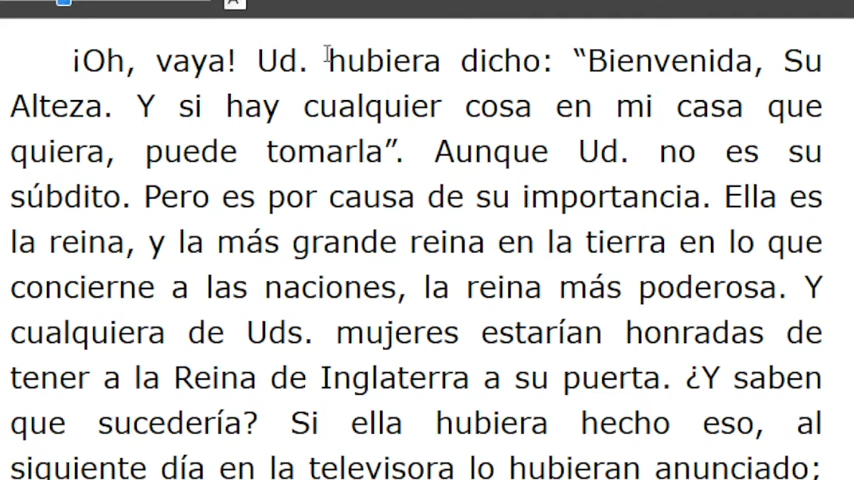 ¡Oh, vaya! Ud. hubiera dicho: “Bienvenida, Su
Alteza. Y si hay cualquier cosa en mi casa que
quiera, puede tomarla”. Aunque Ud. no es su
súbdito. Pero es por causa de su importancia. Ella es
la reina, y la más grande reina en la tierra en lo que
concierne a las naciones, la reina más poderosa. Y
cualquiera de Uds. mujeres estarían honradas de
tener a la Reina de Inglaterra a su puerta. ¿Y saben
que sucedería? Si ella hubiera hecho eso, al
siguiente día en la televisora lo hubieran anunciado;